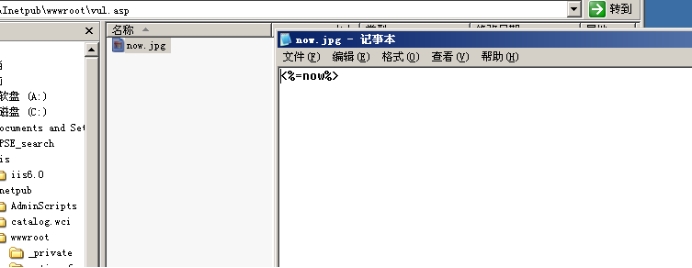 \Inetpub\wwwroot\vul.asp
转到
名称
now.jpg
now.jpg - 记事本
文件(F) 编辑(E) 格式(O) 查看(V) 帮助(H)
<%=now%>
软盘 (A:)
磁盘 (C:)
ocuments and Set
PSE_search
is
iis6.0
netpub
AdminScripts
catalog.wci
wwwroot
_private